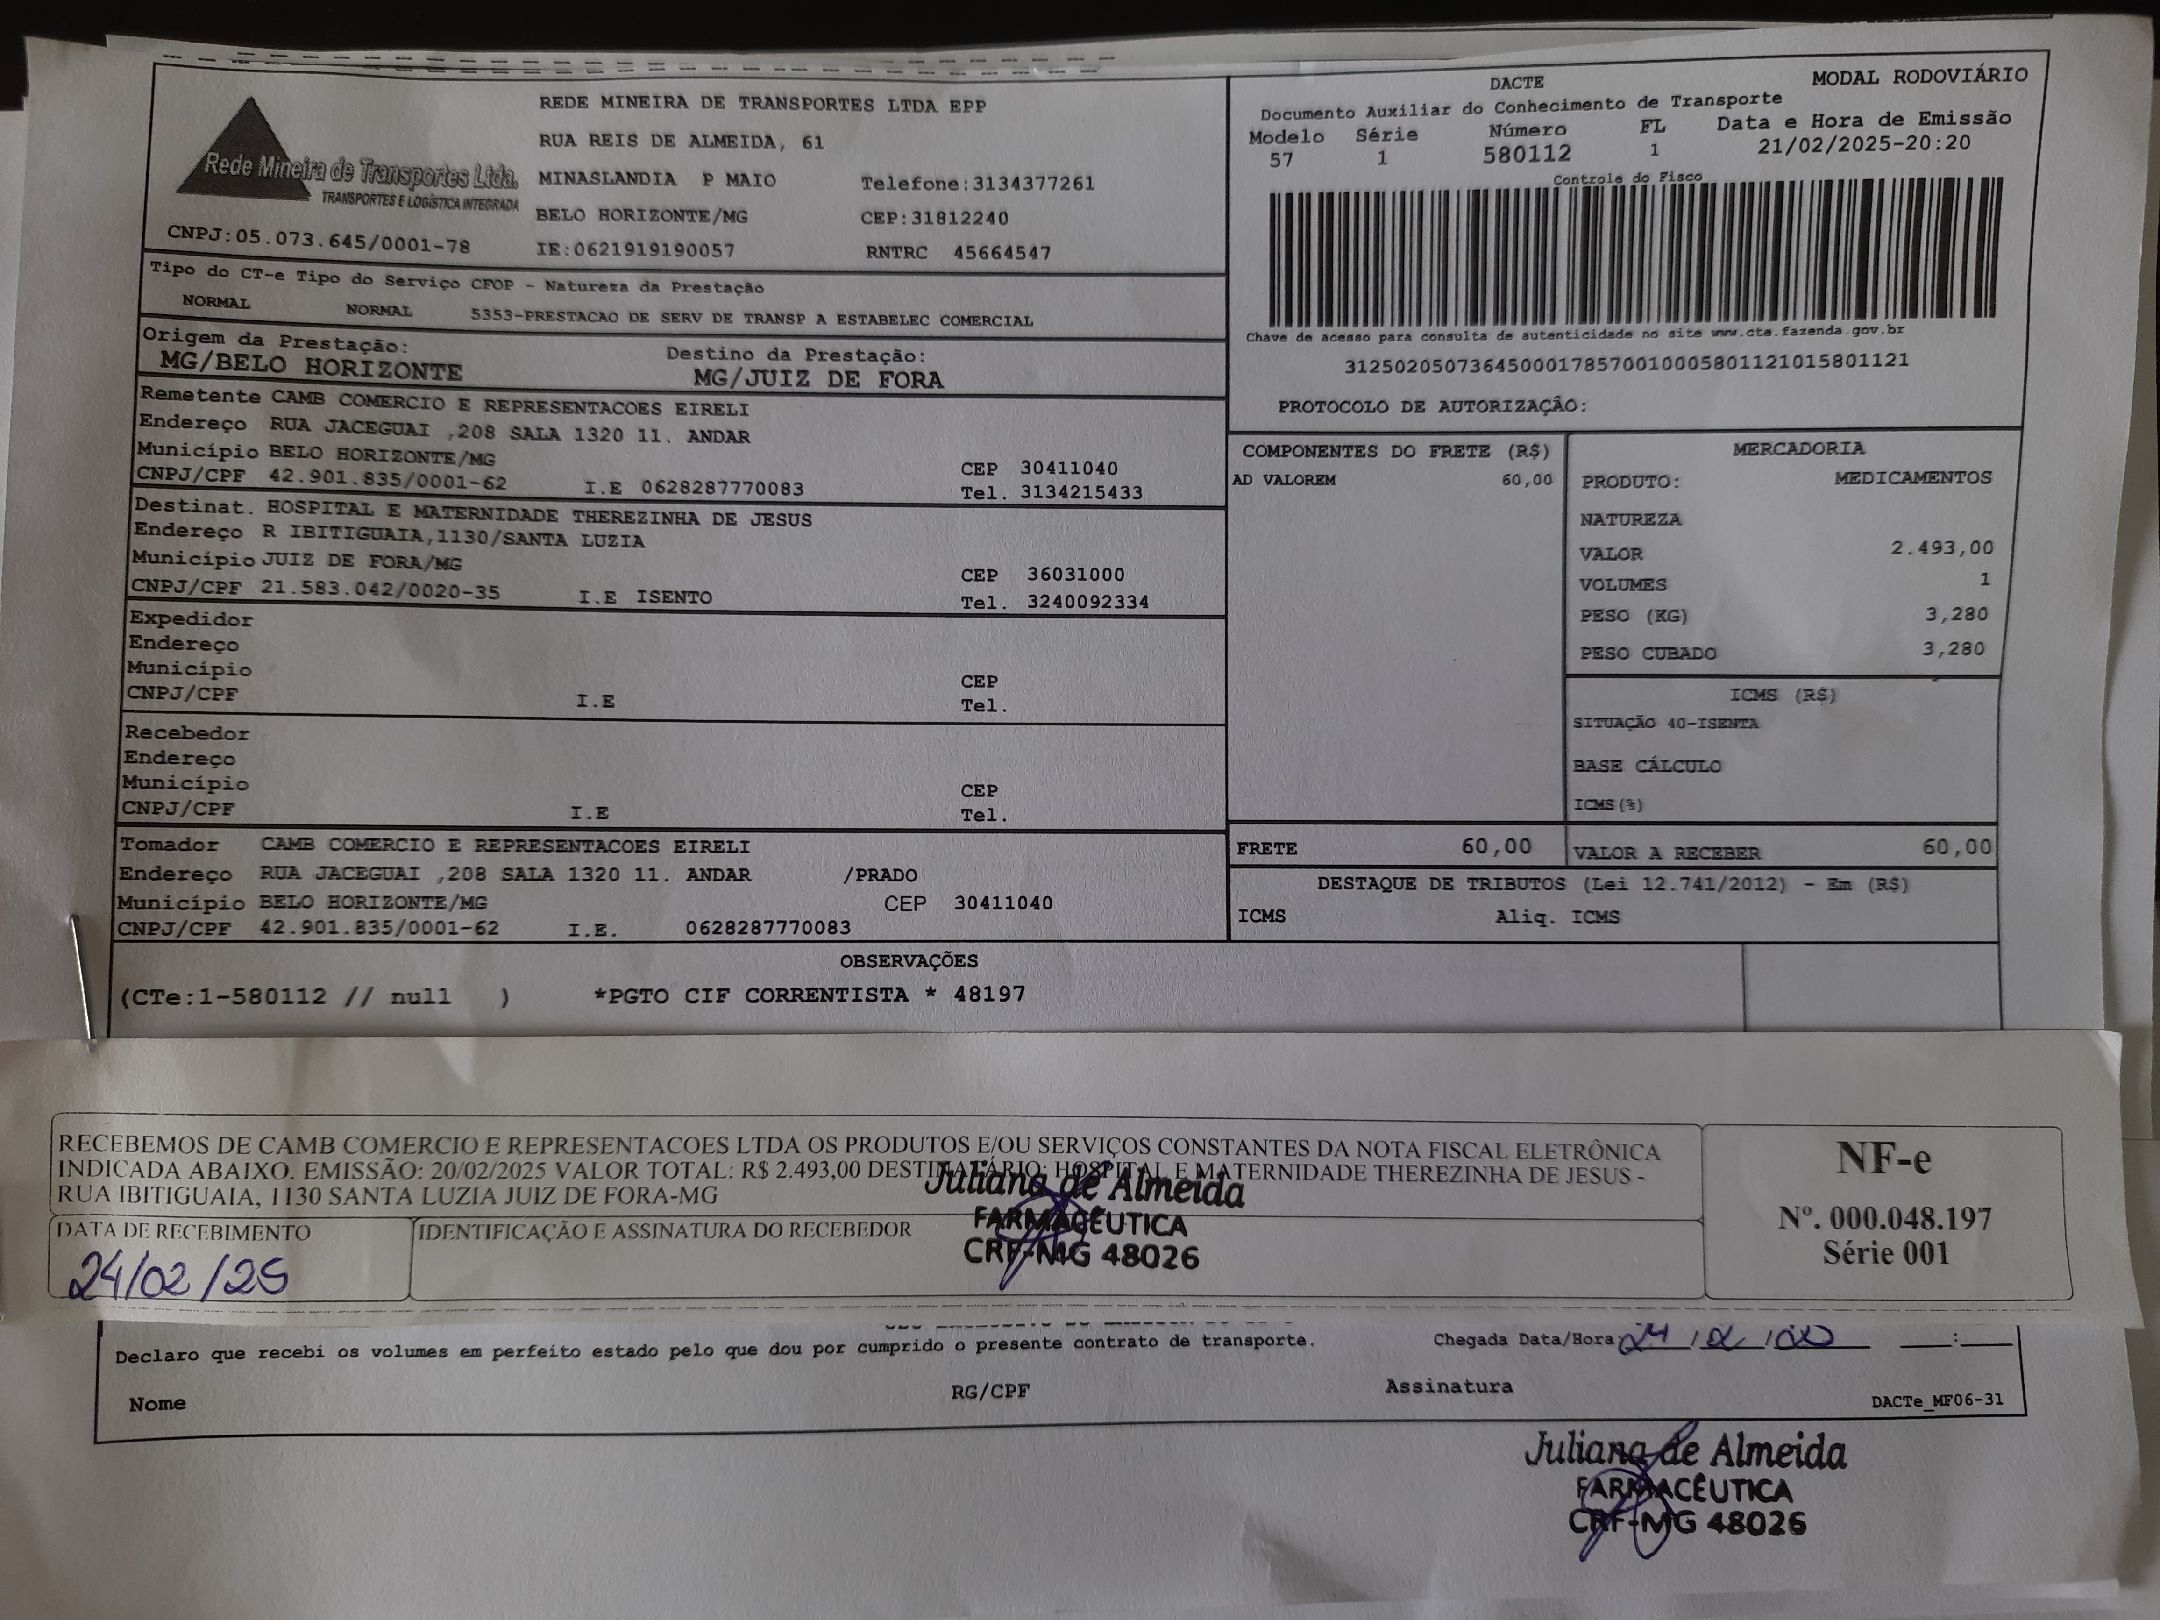 Rede Mineira de Transportes Ltda.
TRANSPORTES E LOGÍSTICA INTEGRADA
CNPJ:05.073.645/0001-78
REDE MINEIRA DE TRANSPORTES LTDA EPP
RUA REIS DE ALMEIDA, 61
MINASLANDIA P MAIO Telefone:3134377261
BELO HORIZONTE/MG CEP:31812240
IE:0621919190057 RNTRC 45664547
DACTE MODAL RODOVIÁRIO
Documento Auxiliar do Conhecimento de Transporte
Modelo Série Número FL Data e Hora de Emissão
57 1 580112 1 21/02/2025-20:20
Controle do Fisco
Chave de acesso para consulta de autenticidade no site www.cte.fazenda.gov.br
31250205073645000178570010005801121015801121
PROTOCOLO DE AUTORIZAÇÃO:
Tipo do CT-e Tipo do Serviço CFOP - Natureza da Prestação
NORMAL NORMAL 5353-PRESTACAO DE SERV DE TRANSP A ESTABELEC COMERCIAL
Origem da Prestação: Destino da Prestação:
MG/BELO HORIZONTE MG/JUIZ DE FORA
Remetente CAMB COMERCIO E REPRESENTACOES EIRELI
Endereço RUA JACEGUAI ,208 SALA 1320 11. ANDAR
Município BELO HORIZONTE/MG CEP 30411040
CNPJ/CPF 42.901.835/0001-62 I.E 0628287770083 Tel. 3134215433
Destinat. HOSPITAL E MATERNIDADE THEREZINHA DE JESUS
Endereço R IBITIGUAIA,1130/SANTA LUZIA
Município JUIZ DE FORA/MG CEP 36031000
CNPJ/CPF 21.583.042/0020-35 I.E ISENTO Tel. 3240092334
Expedidor
Endereço
Município CEP
CNPJ/CPF I.E Tel.
Recebedor
Endereço
Município CEP
CNPJ/CPF I.E Tel.
Tomador CAMB COMERCIO E REPRESENTACOES EIRELI
Endereço RUA JACEGUAI ,208 SALA 1320 11. ANDAR /PRADO
Município BELO HORIZONTE/MG CEP 30411040
CNPJ/CPF 42.901.835/0001-62 I.E. 0628287770083
COMPONENTES DO FRETE (R$)
AD VALOREM 60,00
MERCADORIA
PRODUTO: MEDICAMENTOS
NATUREZA
VALOR 2.493,00
VOLUMES 1
PESO (KG) 3,280
PESO CUBADO 3,280
ICMS (R$)
SITUAÇÃO 40-ISENTA
BASE CÁLCULO
ICMS(%)
FRETE 60,00 VALOR A RECEBER 60,00
DESTAQUE DE TRIBUTOS (Lei 12.741/2012) - Em (R$)
ICMS Aliq. ICMS
OBSERVAÇÕES
(CTe:1-580112 // null ) *PGTO CIF CORRENTISTA * 48197
RECEBEMOS DE CAMB COMERCIO E REPRESENTACOES LTDA OS PRODUTOS E/OU SERVIÇOS CONSTANTES DA NOTA FISCAL ELETRÔNICA
INDICADA ABAIXO. EMISSÃO: 20/02/2025 VALOR TOTAL: R$ 2.493,00 DESTINATÁRIO: HOSPITAL E MATERNIDADE THEREZINHA DE JESUS -
RUA IBITIGUAIA, 1130 SANTA LUZIA JUIZ DE FORA-MG
DATA DE RECEBIMENTO IDENTIFICAÇÃO E ASSINATURA DO RECEBEDOR
24/02/25
Juliana de Almeida
FARMACÊUTICA
CRF-MG 48026
NF-e
Nº. 000.048.197
Série 001
Declaro que recebi os volumes em perfeito estado pelo que dou por cumprido o presente contrato de transporte. Chegada Data/Hora: 24/2/ :
Nome RG/CPF Assinatura
DACTe_MF06-31
Juliana de Almeida
FARMACÊUTICA
CRF-MG 48026